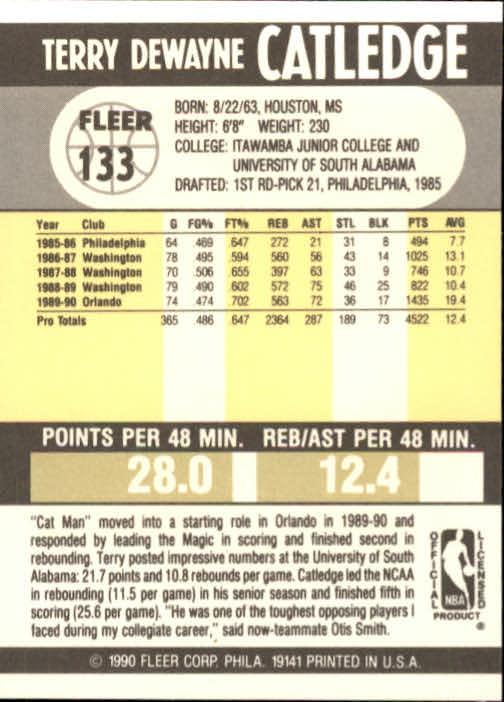 TERRY DEWAYNE CATLEDGE
FLEER
133
BORN: 8/22/63, HOUSTON, MS
HEIGHT: 6'8" WEIGHT: 230
COLLEGE: ITAWAMBA JUNIOR COLLEGE AND
UNIVERSITY OF SOUTH ALABAMA
DRAFTED: 1ST RD-PICK 21, PHILADELPHIA, 1985
Year Club G FG% FT% REB AST STL BLK PTS AVG
1985-86 Philadelphia 64 .469 .647 272 21 31 8 494 7.7
1986-87 Washington 78 .495 .594 560 56 43 14 1025 13.1
1987-88 Washington 70 .506 .655 397 63 33 9 746 10.7
1988-89 Washington 79 .490 .602 572 75 46 25 822 10.4
1989-90 Orlando 74 .474 .702 563 72 36 17 1435 19.4
Pro Totals 365 .486 .647 2364 287 189 73 4522 12.4
POINTS PER 48 MIN. REB/AST PER 48 MIN.
28.0 12.4
"Cat Man" moved into a starting role in Orlando in 1989-90 and
responded by leading the Magic in scoring and finished second in
rebounding. Terry posted impressive numbers at the University of South
Alabama: 21.7 points and 10.8 rebounds per game. Catledge led the NCAA
in rebounding (11.5 per game) in his senior season and finished fifth in
scoring (25.6 per game). "He was one of the toughest opposing players I
faced during my collegiate career," said now-teammate Otis Smith.
OFFICIAL
LICENSED
NBA
PRODUCT ®
© 1990 FLEER CORP. PHILA. 19141 PRINTED IN U.S.A.